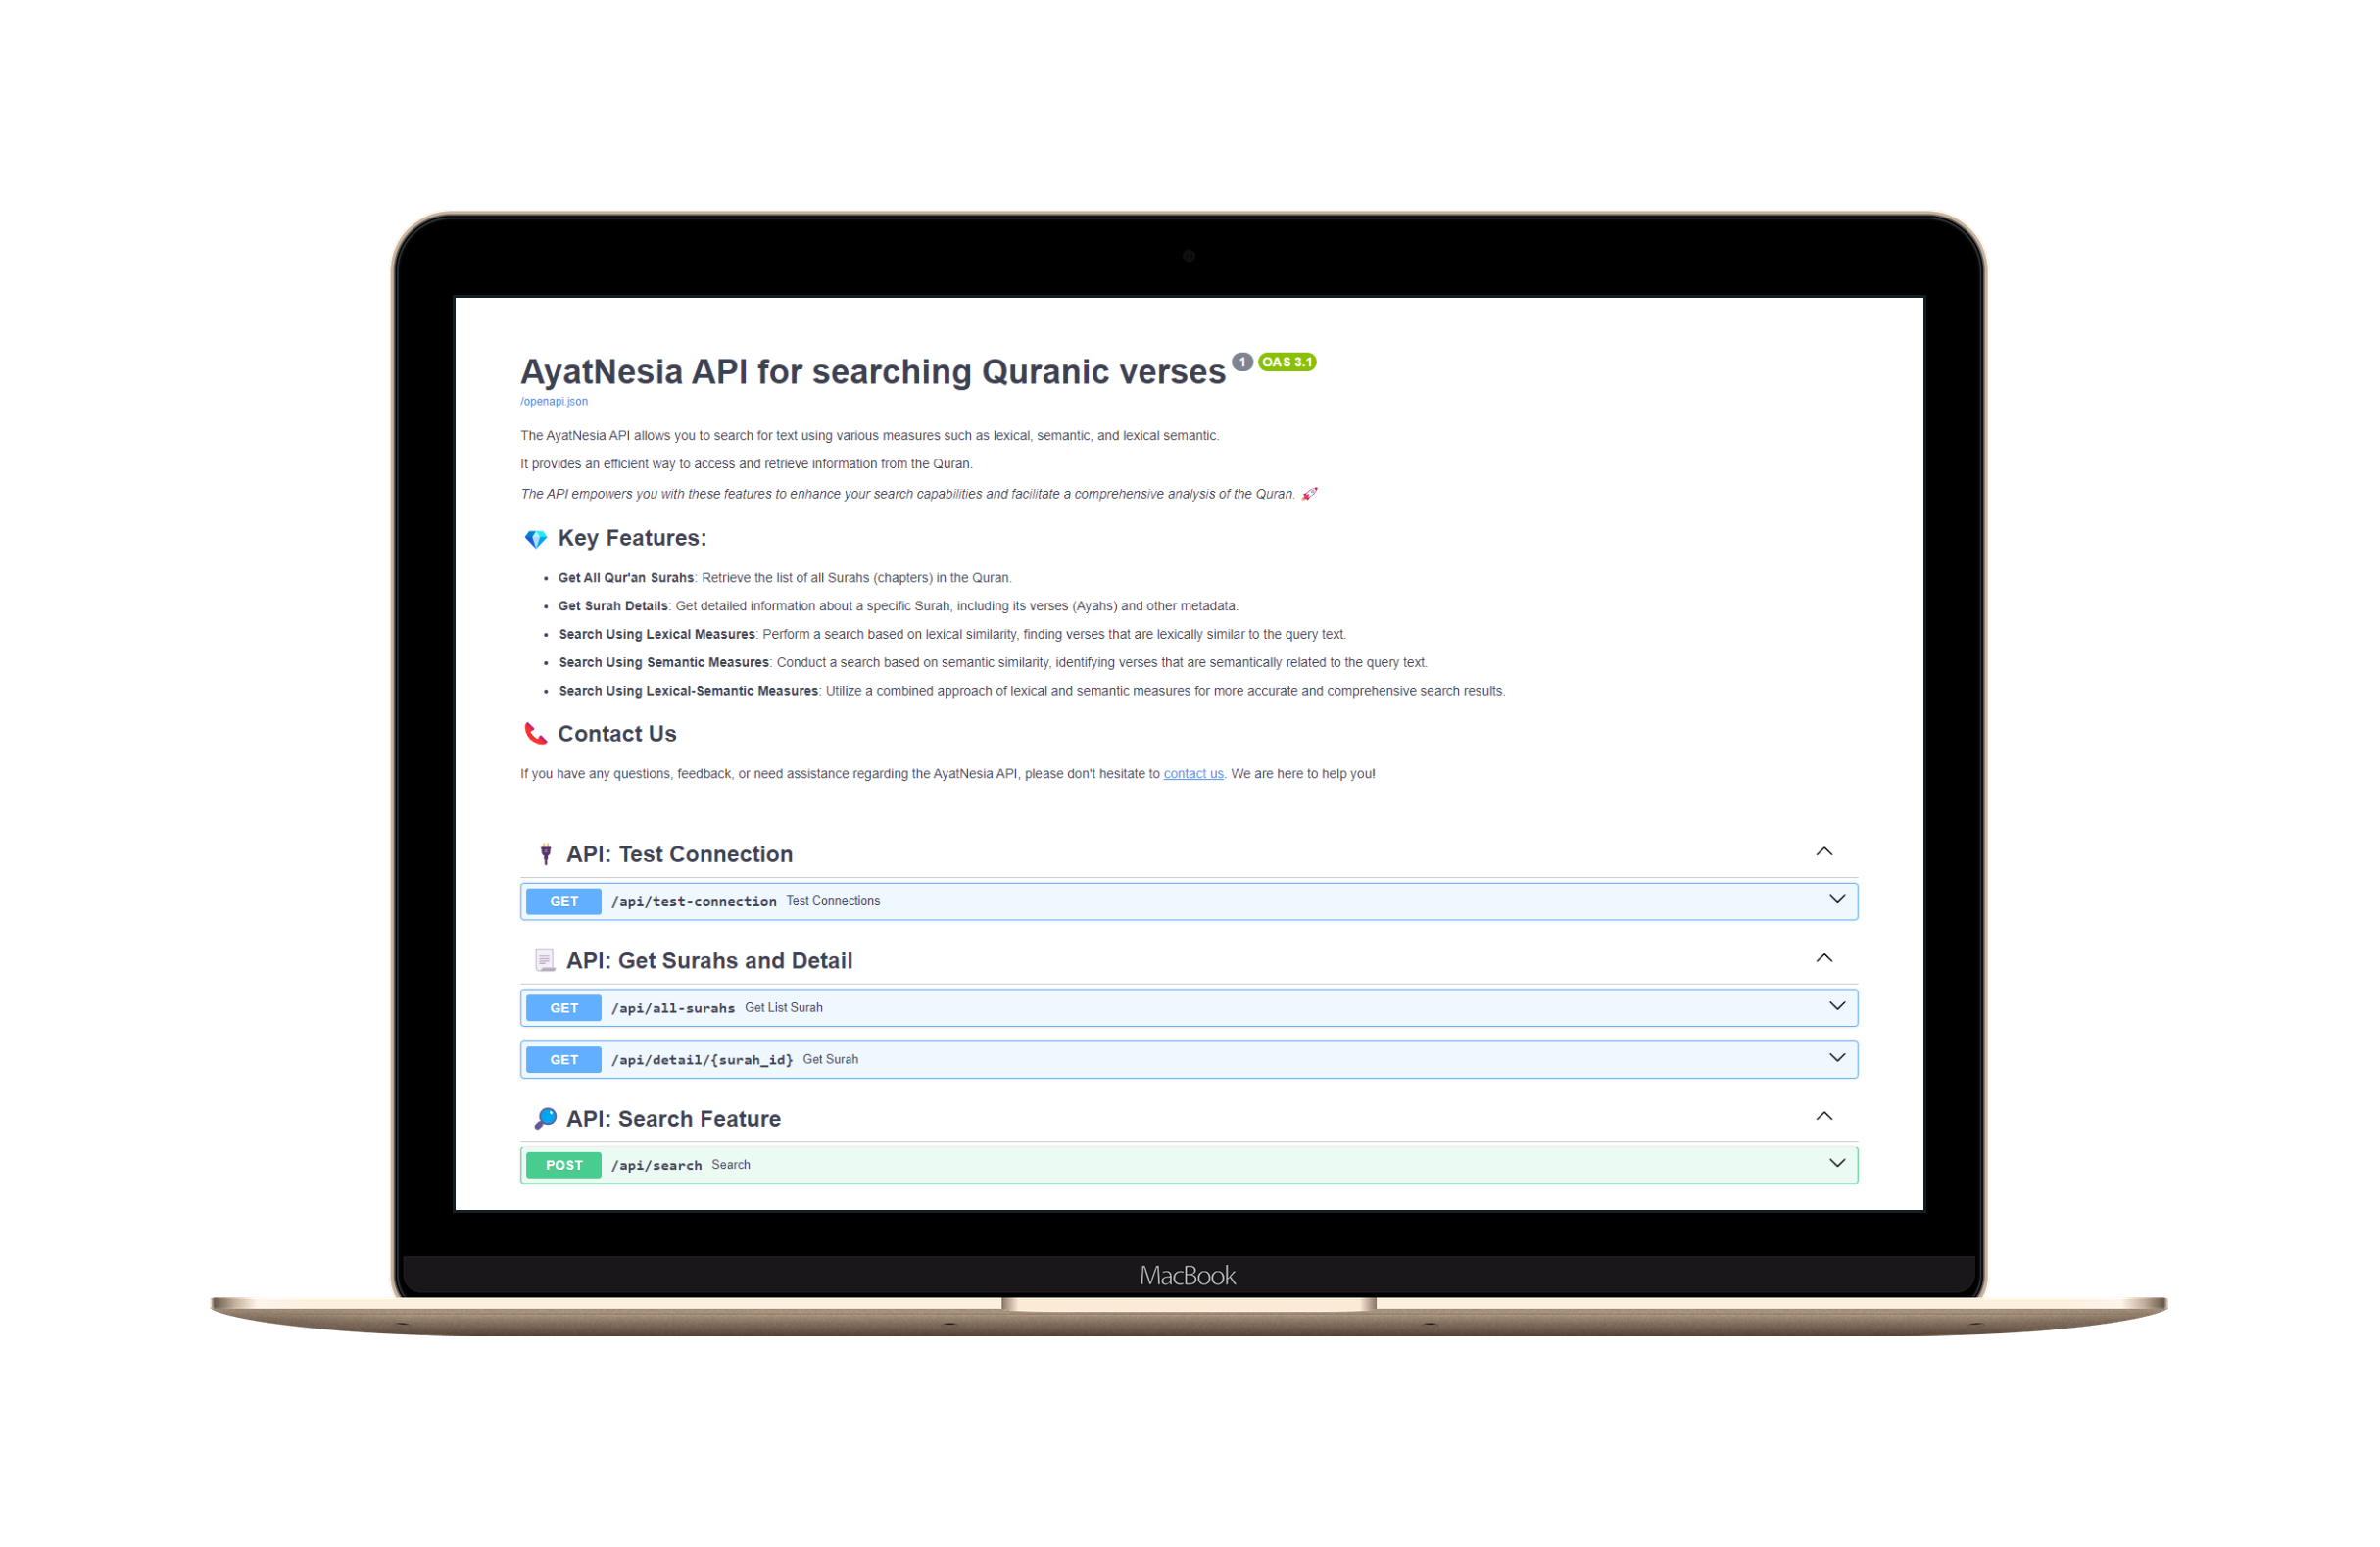 AyatNesia API for searching Quranic verses 1 OAS 3.1
/openapi.json
The AyatNesia API allows you to search for text using various measures such as lexical, semantic, and lexical semantic.
It provides an efficient way to access and retrieve information from the Quran.
The API empowers you with these features to enhance your search capabilities and facilitate a comprehensive analysis of the Quran. 🚀
💎 Key Features:
• Get All Qur'an Surahs: Retrieve the list of all Surahs (chapters) in the Quran.
• Get Surah Details: Get detailed information about a specific Surah, including its verses (Ayahs) and other metadata.
• Search Using Lexical Measures: Perform a search based on lexical similarity, finding verses that are lexically similar to the query text.
• Search Using Semantic Measures: Conduct a search based on semantic similarity, identifying verses that are semantically related to the query text.
• Search Using Lexical-Semantic Measures: Utilize a combined approach of lexical and semantic measures for more accurate and comprehensive search results.
📞 Contact Us
If you have any questions, feedback, or need assistance regarding the AyatNesia API, please don't hesitate to contact us. We are here to help you!
🔌 API: Test Connection
GET /api/test-connection Test Connections
📃 API: Get Surahs and Detail
GET /api/all-surahs Get List Surah
GET /api/detail/{surah_id} Get Surah
🔎 API: Search Feature
POST /api/search Search
MacBook